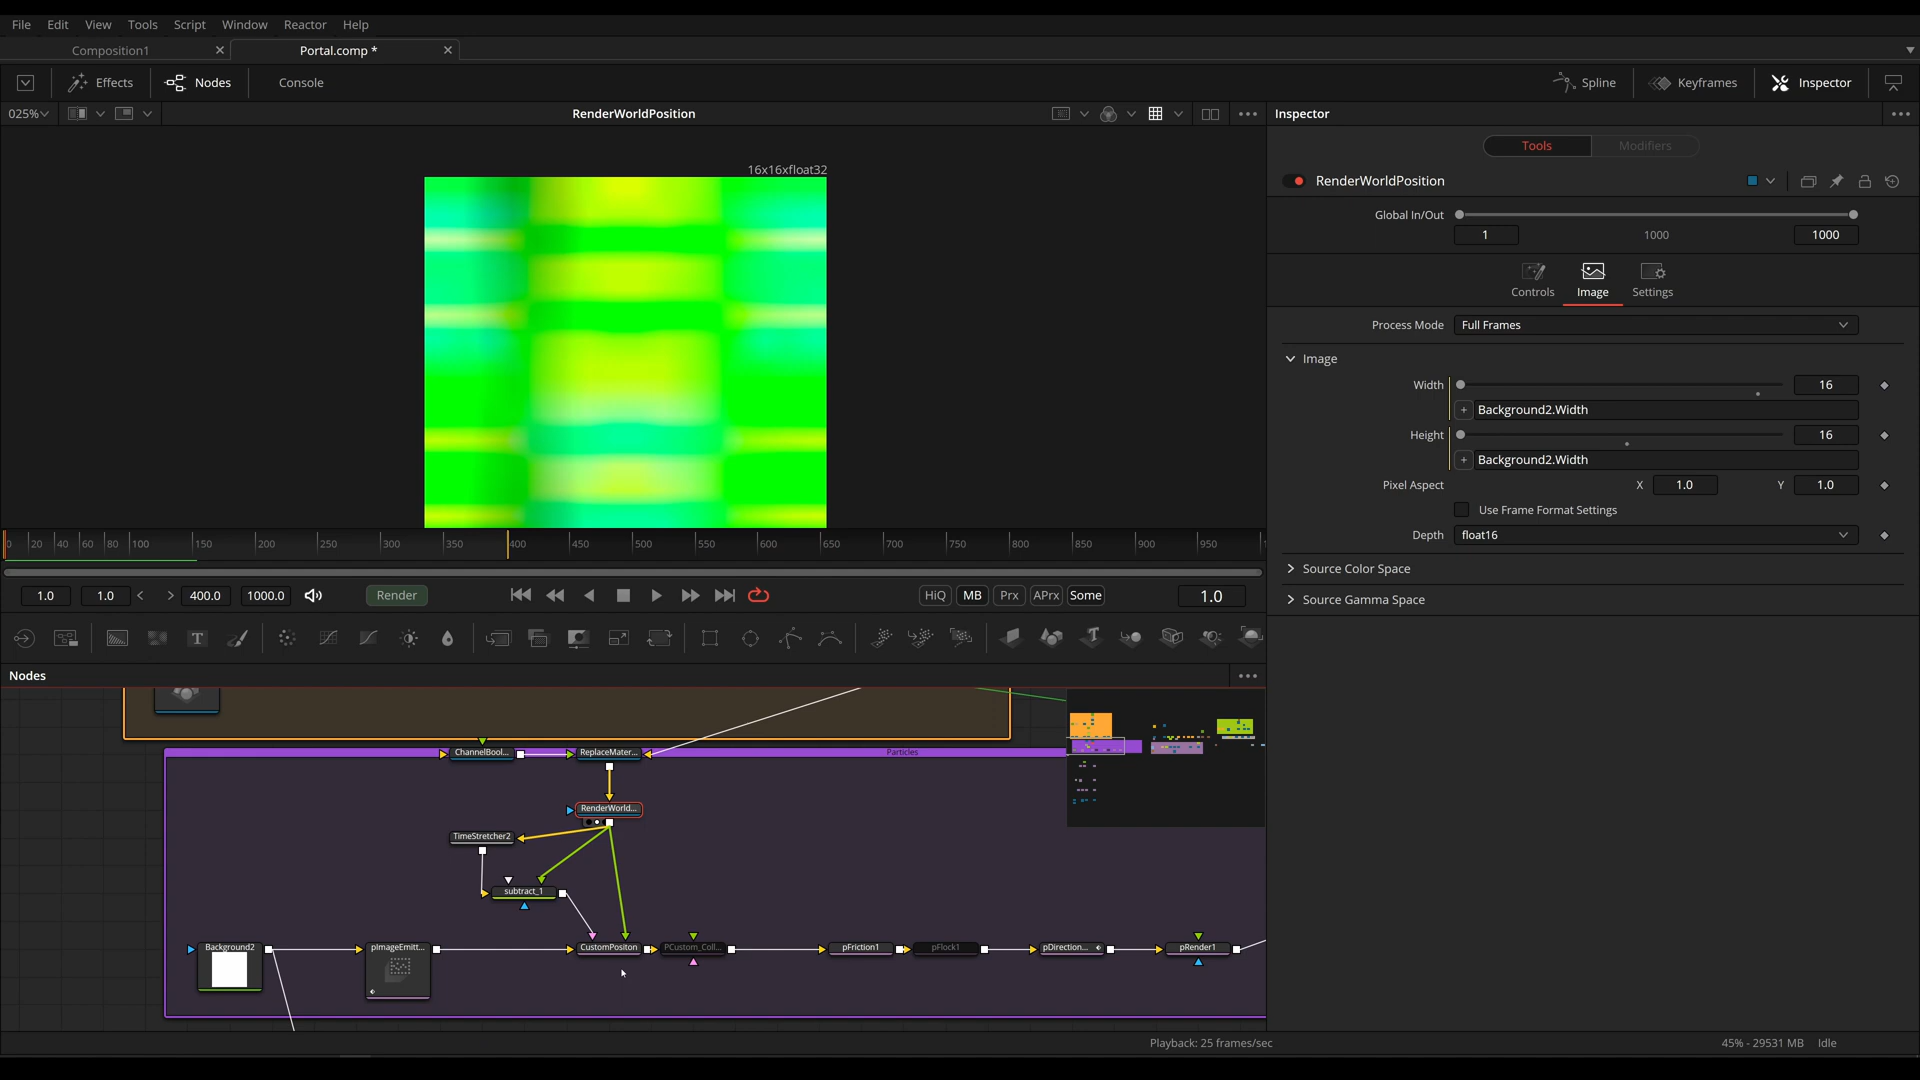 File Edit View Tools Script Window Reactor Help
Composition1 Portal.comp *
Effects Nodes Console Spline Keyframes Inspector
025% RenderWorldPosition Inspector
Tools Modifiers
16x16xfloat32
RenderWorldPosition
Global In/Out
1 1000 1000
Controls Image Settings
Process Mode Full Frames
Image
Width 16
+ Background2.Width
Height 16
+ Background2.Width
Pixel Aspect X 1.0 Y 1.0
Use Frame Format Settings
Depth float16
Source Color Space
Source Gamma Space
0 20 40 60 80 100 150 200 250 300 350 400 450 500 550 600 650 700 750 800 850 900 950
1.0 1.0 400.0 1000.0 Render HiQ MB Prx APrx Some 1.0
Nodes
ChannelBool... ReplaceMater... Particles
RenderWorld...
TimeStretcher2
subtract_1
Background2 pImageEmitt... CustomPositon PCustom_Coll... pFriction1 pFlock1 pDirection... pRender1
Playback: 25 frames/sec 45% - 29531 MB Idle